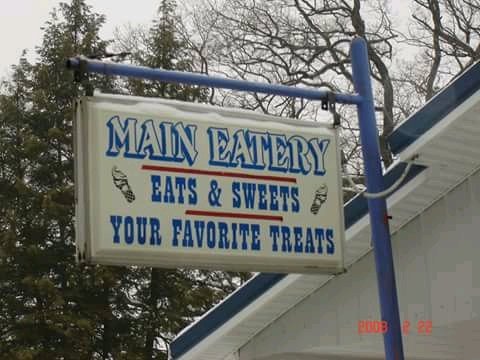 MAIN EATERY
EATS & SWEETS
YOUR FAVORITE TREATS
2008 2 22